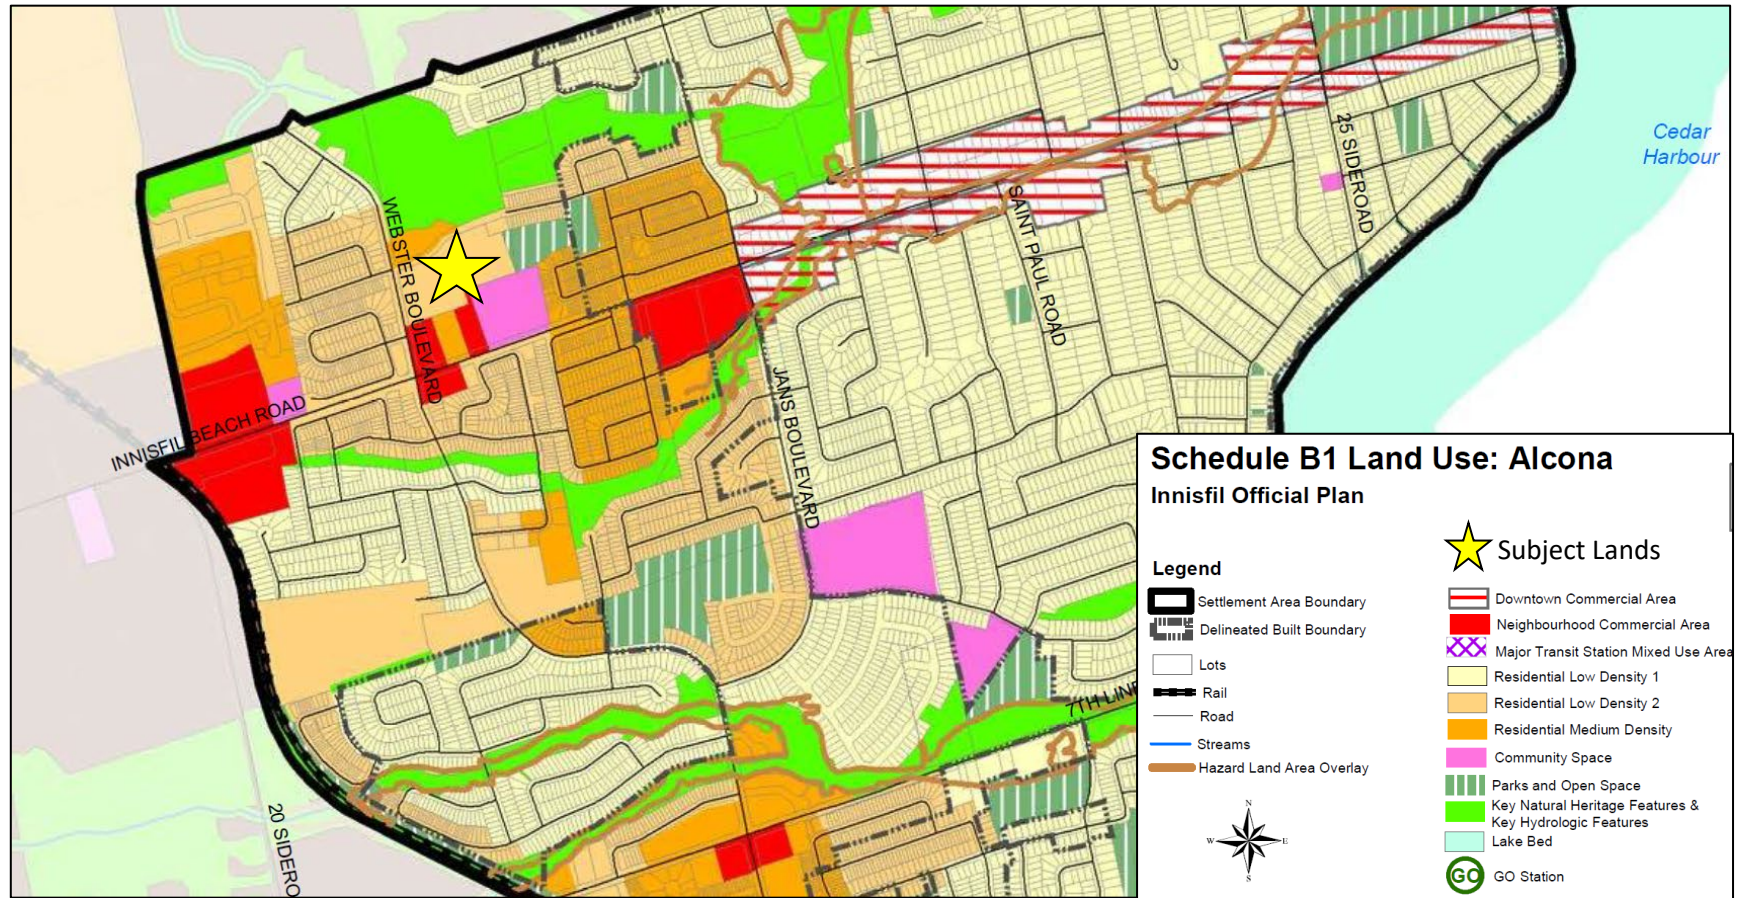 Cedar
Harbour
25 SIDEROAD
WEBSTER BOULEVARD
SAINT PAUL ROAD
JANS BOULEVARD
INNISFIL BEACH ROAD
7TH LINE
20 SIDERO
Schedule B1 Land Use: Alcona
Innisfil Official Plan
Legend
Settlement Area Boundary
Delineated Built Boundary
Lots
Rail
Road
Streams
Hazard Land Area Overlay
N
W
E
S
Subject Lands
Downtown Commercial Area
Neighbourhood Commercial Area
Major Transit Station Mixed Use Area
Residential Low Density 1
Residential Low Density 2
Residential Medium Density
Community Space
Parks and Open Space
Key Natural Heritage Features &
Key Hydrologic Features
Lake Bed
GO
GO Station